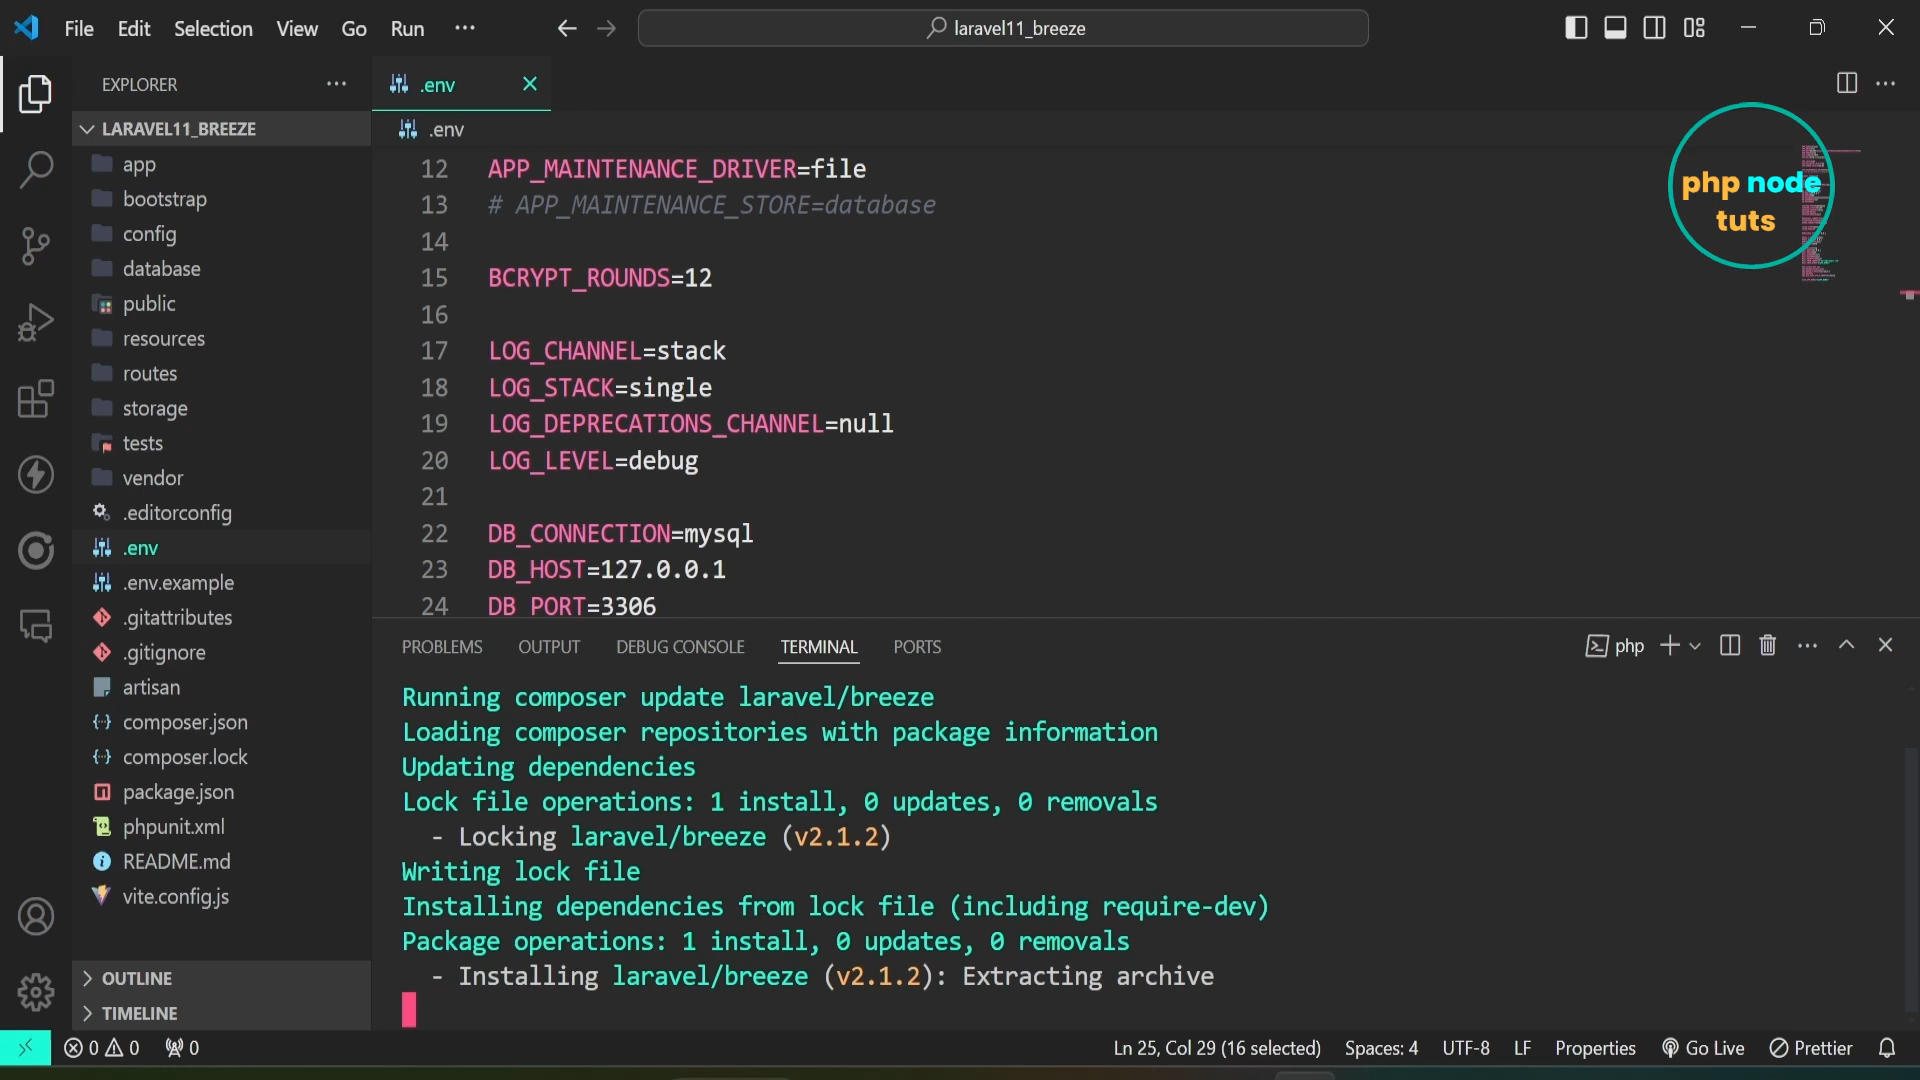 File Edit Selection View Go Run ··· laravel11_breeze
EXPLORER ···
LARAVEL11_BREEZE
app
bootstrap
config
database
public
resources
routes
storage
tests
vendor
.editorconfig
.env
.env.example
.gitattributes
.gitignore
artisan
composer.json
composer.lock
package.json
phpunit.xml
README.md
vite.config.js
OUTLINE
TIMELINE
.env
.env
12 APP_MAINTENANCE_DRIVER=file
13 # APP_MAINTENANCE_STORE=database
14
15 BCRYPT_ROUNDS=12
16
17 LOG_CHANNEL=stack
18 LOG_STACK=single
19 LOG_DEPRECATIONS_CHANNEL=null
20 LOG_LEVEL=debug
21
22 DB_CONNECTION=mysql
23 DB_HOST=127.0.0.1
24 DB_PORT=3306
php node
tuts
PROBLEMS OUTPUT DEBUG CONSOLE TERMINAL PORTS php
Running composer update laravel/breeze
Loading composer repositories with package information
Updating dependencies
Lock file operations: 1 install, 0 updates, 0 removals
- Locking laravel/breeze (v2.1.2)
Writing lock file
Installing dependencies from lock file (including require-dev)
Package operations: 1 install, 0 updates, 0 removals
- Installing laravel/breeze (v2.1.2): Extracting archive
0 0 0 Ln 25, Col 29 (16 selected) Spaces: 4 UTF-8 LF Properties Go Live Prettier